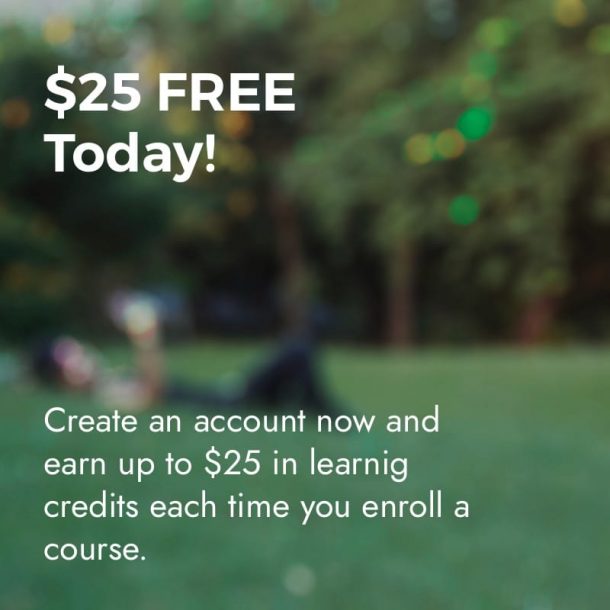 $25 FREE
Today!
Create an account now and
earn up to $25 in learnig
credits each time you enroll a
course.